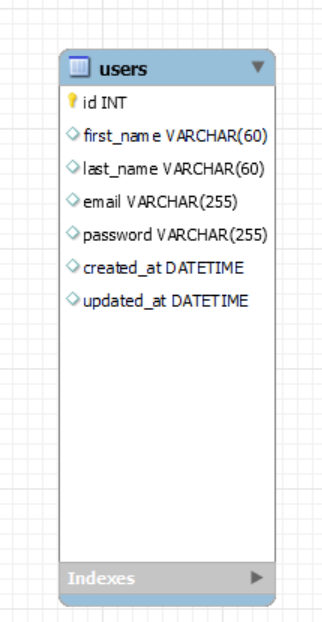 users
id INT
first_name VARCHAR(60)
last_name VARCHAR(60)
email VARCHAR(255)
password VARCHAR(255)
created_at DATETIME
updated_at DATETIME
Indexes